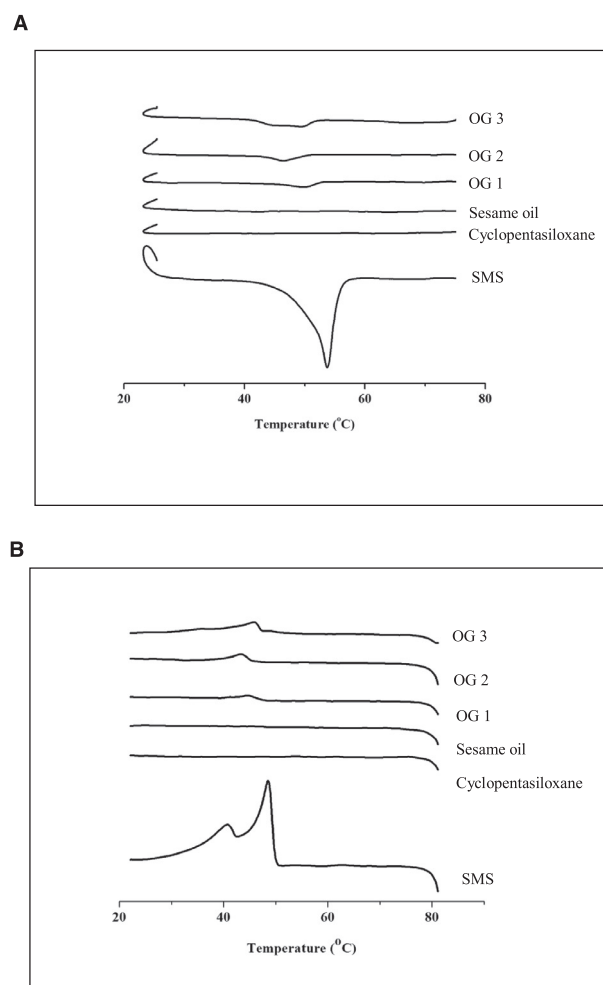 A
OG 3
OG 2
OG 1
Sesame oil
Cyclopentasiloxane
SMS
20 40 60 80
Temperature (°C)
B
OG 3
OG 2
OG 1
Sesame oil
Cyclopentasiloxane
SMS
20 40 60 80
Temperature (°C)